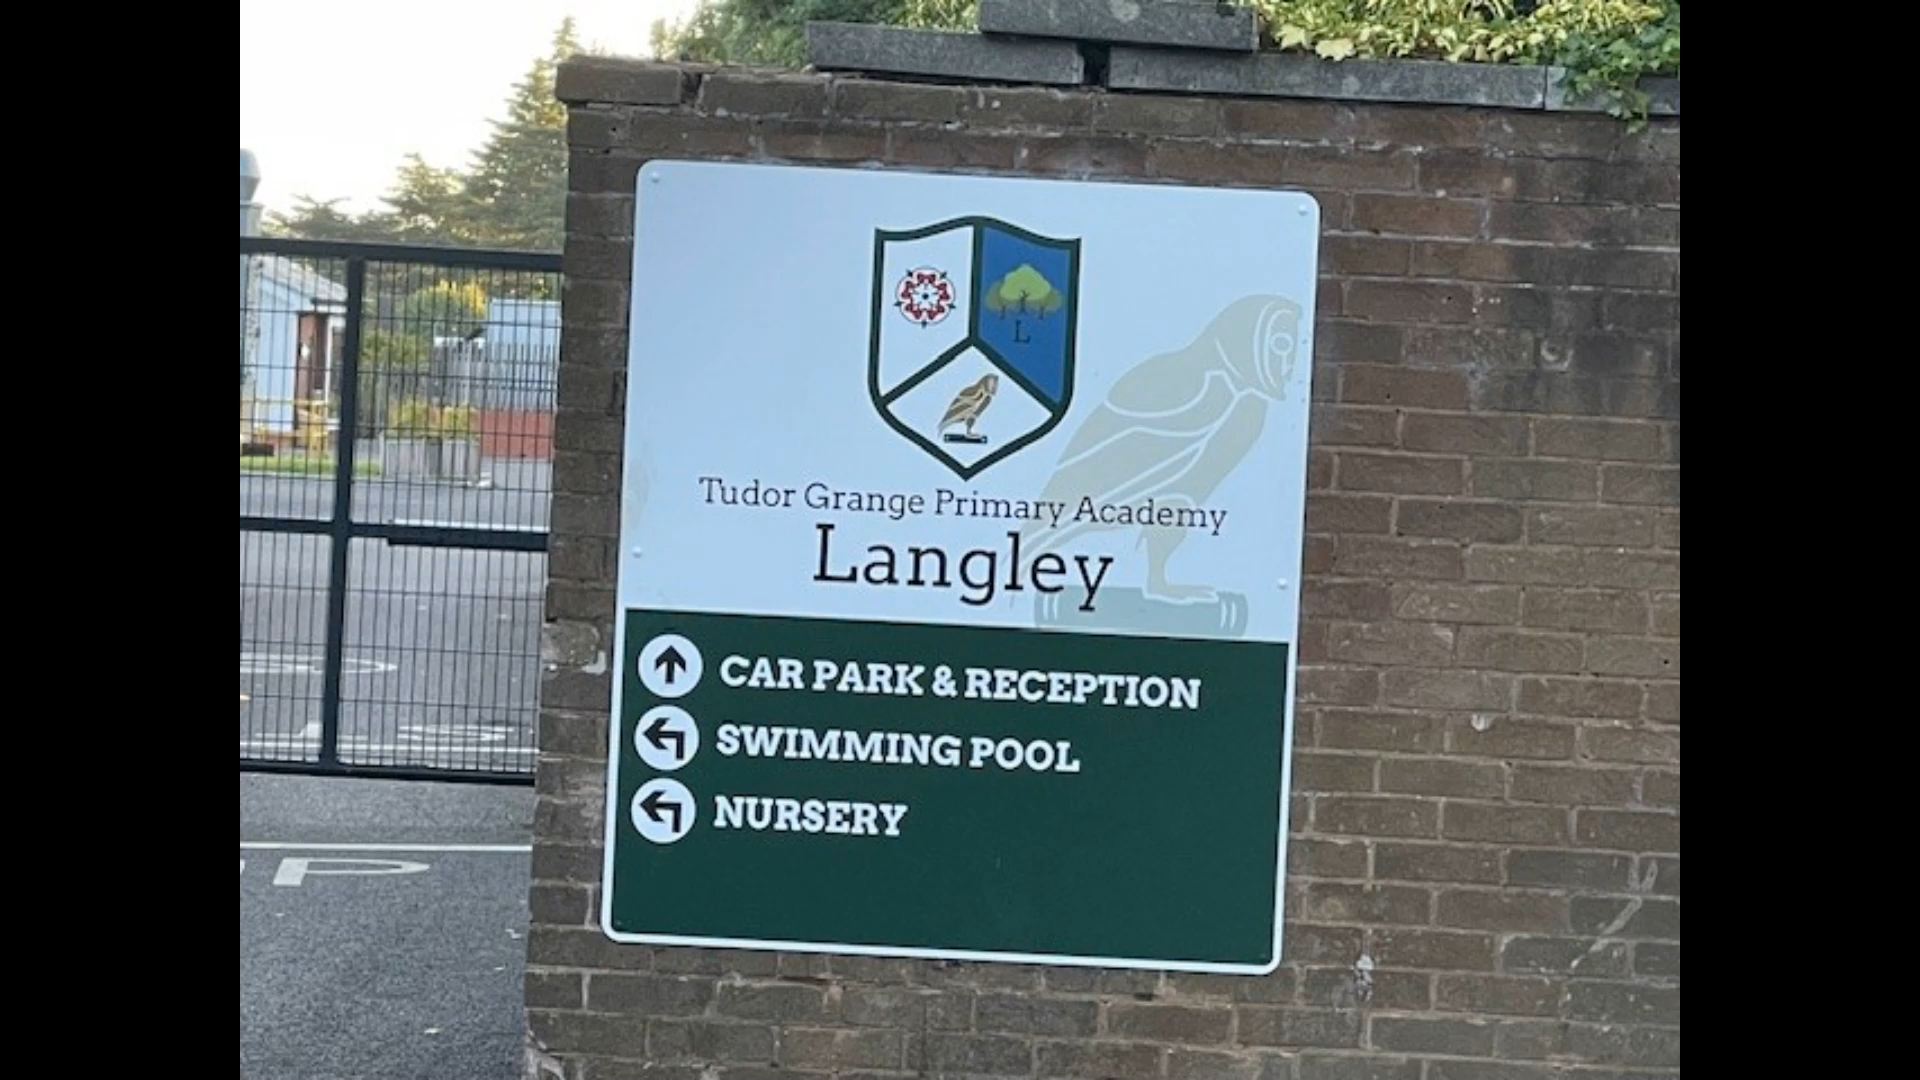 L
Tudor Grange Primary Academy
Langley
CAR PARK & RECEPTION
SWIMMING POOL
NURSERY